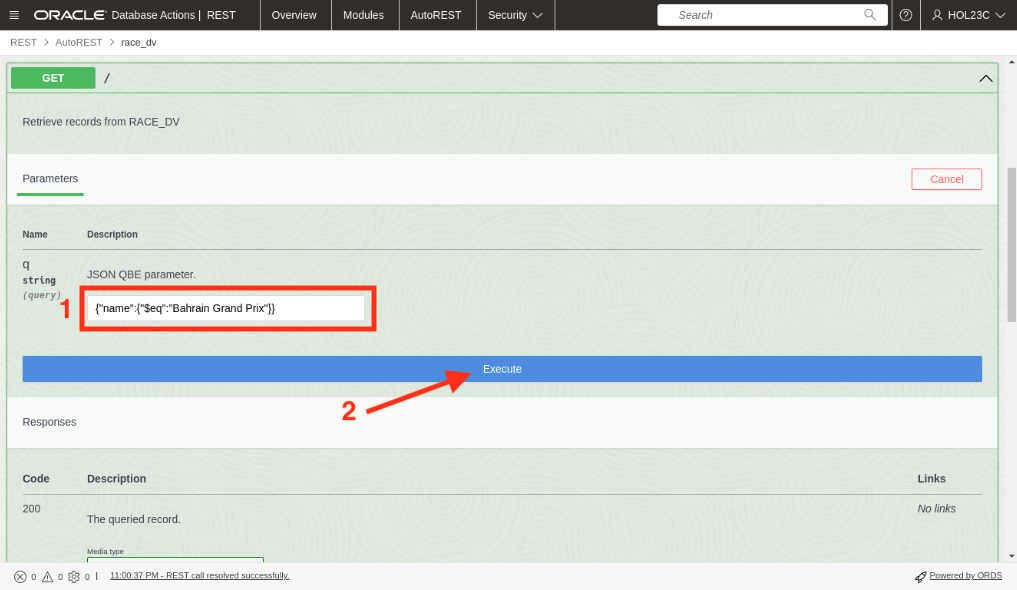 ORACLE Database Actions | REST Overview Modules AutoREST Security Search HOL23C
REST > AutoREST > race_dv
GET /
Retrieve records from RACE_DV
Parameters Cancel
Name Description
q
string
(query)
JSON QBE parameter.
1 {"name":{"$eq":"Bahrain Grand Prix"}}
Execute
2
Responses
Code Description Links
200 No links
The queried record.
Media type
0 0 0 11:00:37 PM - REST call resolved successfully. Powered by ORDS